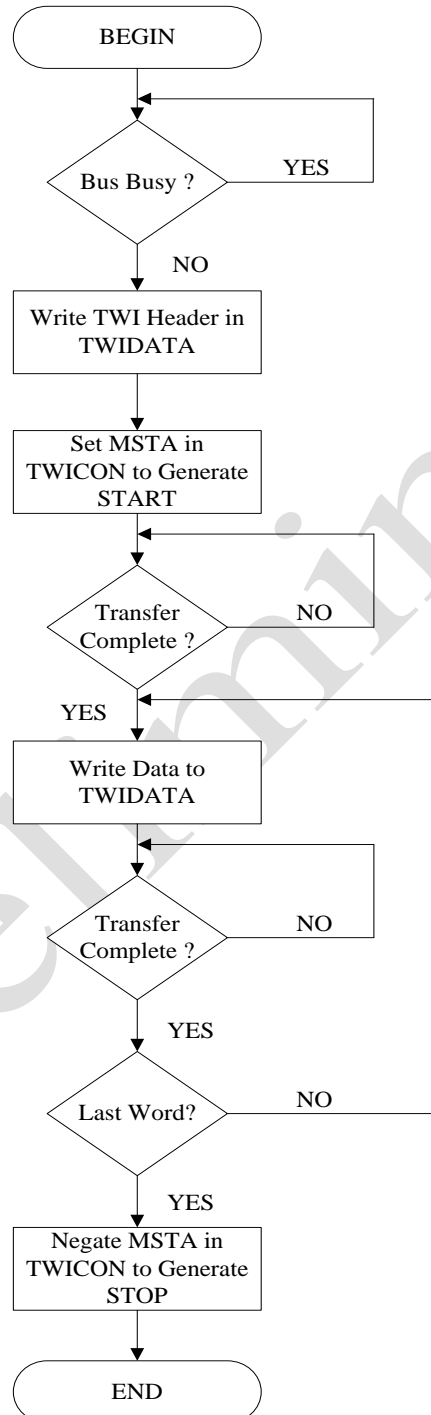 BEGIN
Bus Busy ?
YES
NO
Write TWI Header in
TWIDATA
Set MSTA in
TWICON to Generate
START
Transfer
Complete ?
NO
YES
Write Data to
TWIDATA
Transfer
Complete ?
NO
YES
Last Word?
NO
YES
Negate MSTA in
TWICON to Generate
STOP
END